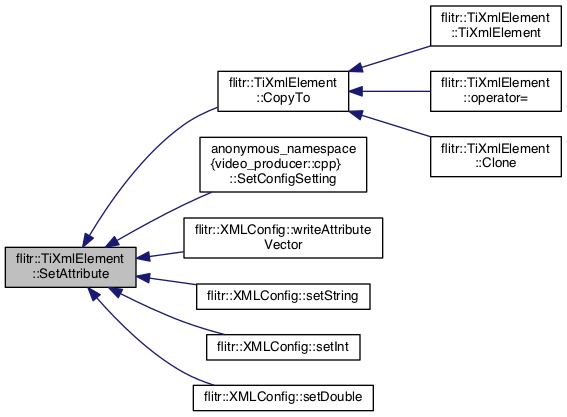 flitr::TiXmlElement
::TiXmlElement
flitr::TiXmlElement
::CopyTo
flitr::TiXmlElement
::operator=
flitr::TiXmlElement
::Clone
anonymous_namespace
{video_producer::cpp}
::SetConfigSetting
flitr::XMLConfig::writeAttribute
Vector
flitr::TiXmlElement
::SetAttribute
flitr::XMLConfig::setString
flitr::XMLConfig::setInt
flitr::XMLConfig::setDouble